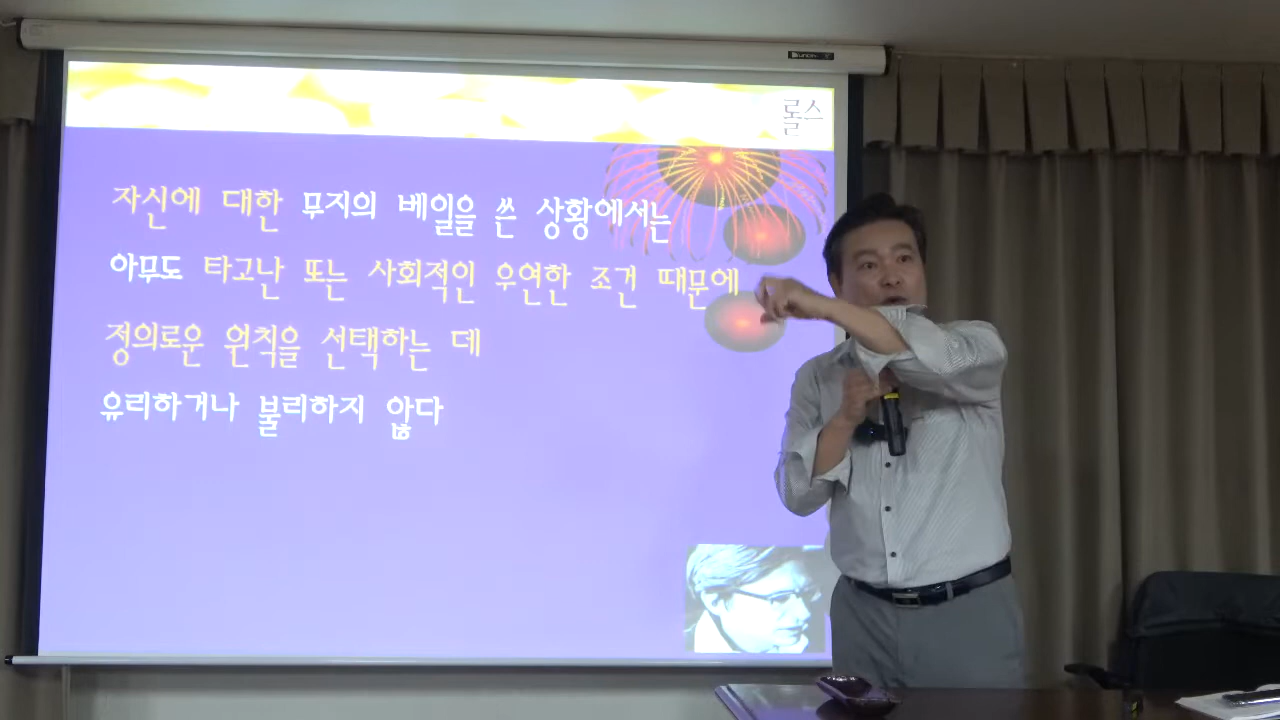 롤스
자신에 대한 무지의 베일을 쓴 상황에서는
아무도 타고난 또는 사회적인 우연한 조건 때문에
정의로운 원칙을 선택하는 데
유리하거나 불리하지 않다